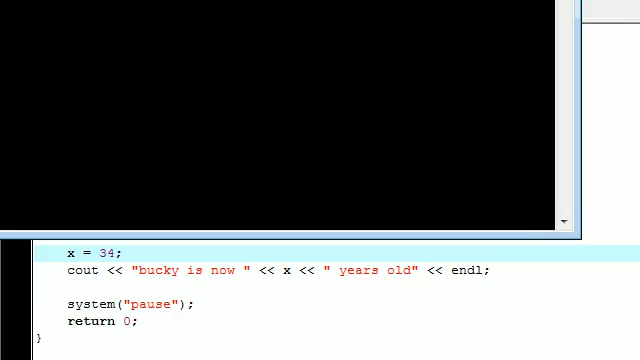 x = 34;
cout << "bucky is now " << x << " years old" << endl;
system("pause");
return 0;
}